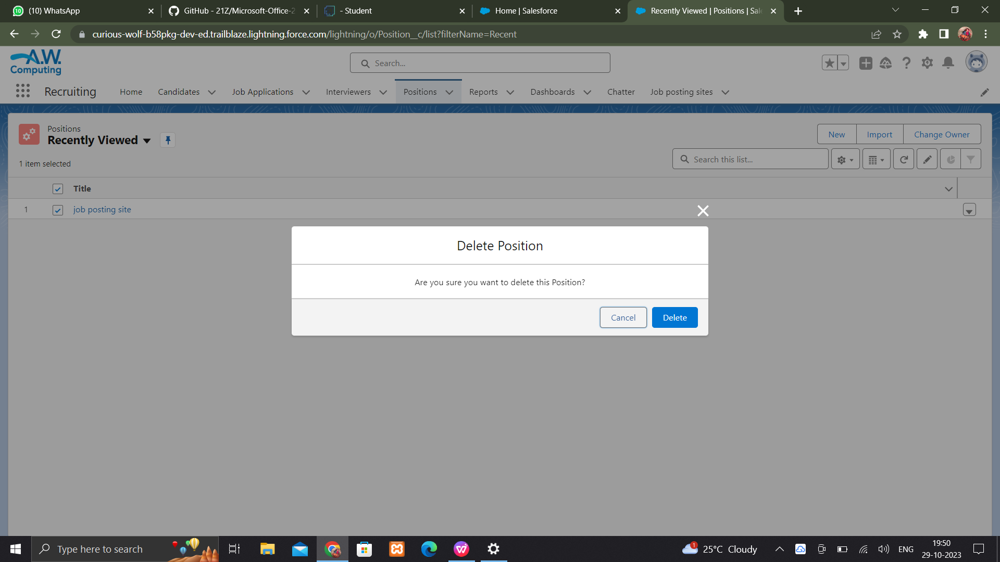 (10) WhatsApp
GitHub - 21Z/Microsoft-Office-2
- Student
Home | Salesforce
Recently Viewed | Positions | Sal
curious-wolf-b58pkg-dev-ed.trailblaze.lightning.force.com/lightning/o/Position__c/list?filterName=Recent
A.W.
Computing
Search...
Recruiting
Home
Candidates
Job Applications
Interviewers
Positions
Reports
Dashboards
Chatter
Job posting sites
Positions
Recently Viewed
New
Import
Change Owner
1 item selected
Search this list...
Title
1
job posting site
Delete Position
Are you sure you want to delete this Position?
Cancel
Delete
Type here to search
1
25°C Cloudy
ENG
19:50
29-10-2023